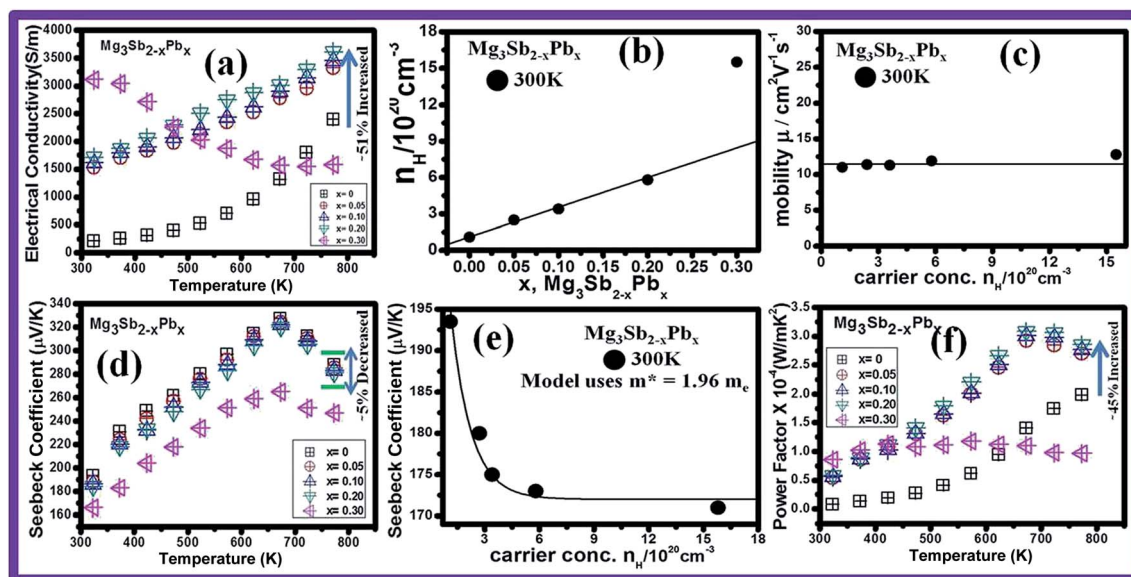 Electrical Conductivity(S/m)
4000
3500
3000
2500
2000
1500
1000
500
0
Mg₃Sb₂₋ₓPbₓ
(a)
~51% Increased
x= 0
x= 0.05
x= 0.10
x= 0.20
x= 0.30
300 400 500 600 700 800
Temperature (K)
n_H/10²⁰cm⁻³
18
15
12
9
6
3
0
(b)
Mg₃Sb₂₋ₓPbₓ
300K
0.00 0.05 0.10 0.15 0.20 0.25 0.30
x, Mg₃Sb₂₋ₓPbₓ
mobility μ / cm²V⁻¹s⁻¹
30
25
20
15
10
5
0
Mg₃Sb₂₋ₓPbₓ
(c)
300K
0 3 6 9 12 15
carrier conc. n_H/10²⁰cm⁻³
Seebeck Coefficient (μV/K)
340
320
300
280
260
240
220
200
180
160
Mg₃Sb₂₋ₓPbₓ
(d)
~5% Decreased
x= 0
x= 0.05
x= 0.10
x= 0.20
x= 0.30
300 400 500 600 700 800
Temperature (K)
Seebeck Coefficient (μV/K)
195
190
185
180
175
170
(e)
Mg₃Sb₂₋ₓPbₓ
300K
Model uses m* = 1.96 mₑ
3 6 9 12 15 18
carrier conc. n_H/10²⁰cm⁻³
Power Factor X 10⁻⁴(W/mK²)
4.0
3.5
3.0
2.5
2.0
1.5
1.0
0.5
0.0
Mg₃Sb₂₋ₓPbₓ
(f)
x= 0
x=0.05
x=0.10
x=0.20
x=0.30
~45% Increased
300 400 500 600 700 800
Temperature (K)